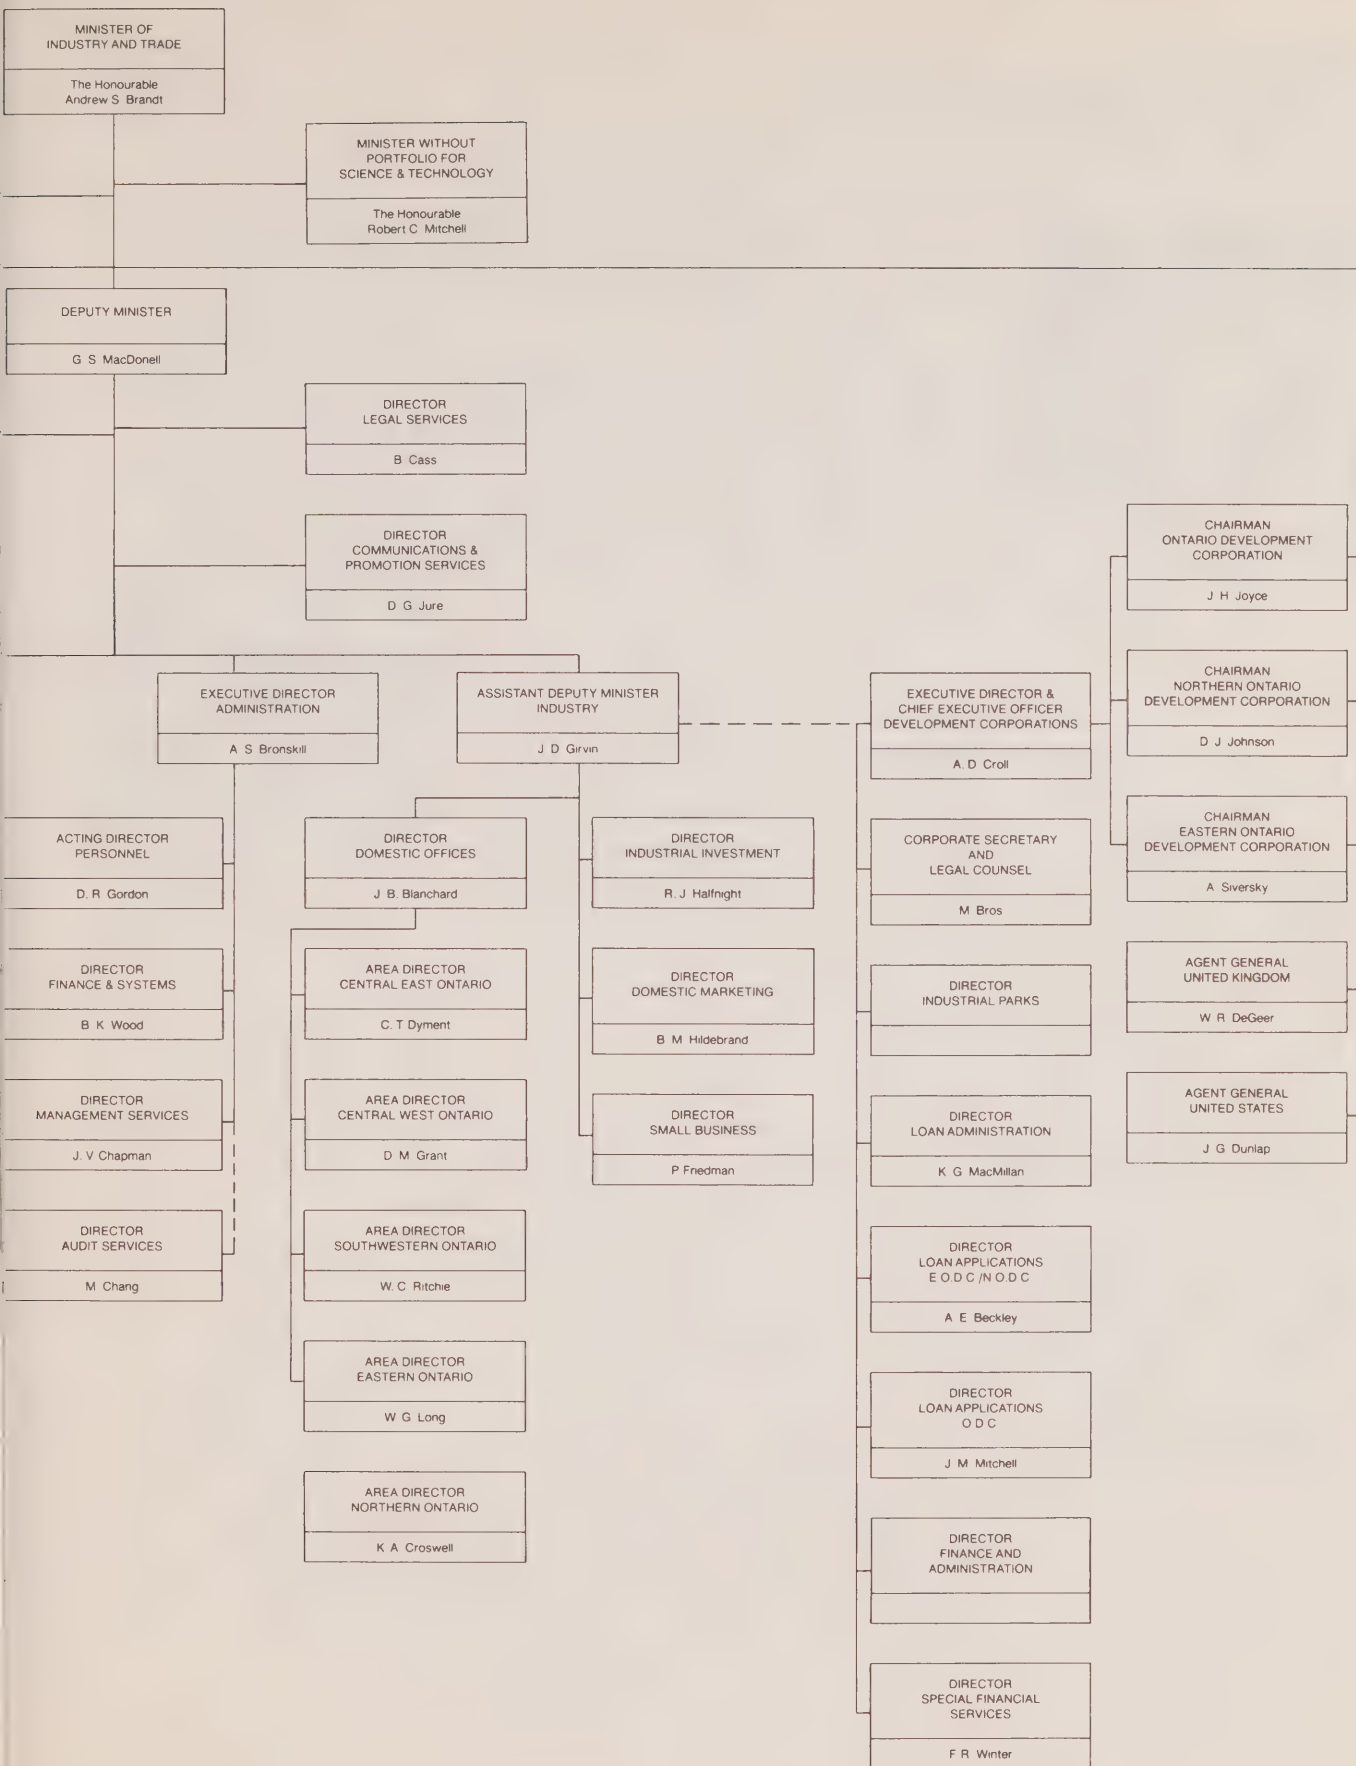 MINISTER OF
INDUSTRY AND TRADE
The Honourable
Andrew S Brandt
MINISTER WITHOUT
PORTFOLIO FOR
SCIENCE & TECHNOLOGY
The Honourable
Robert C Mitchell
DEPUTY MINISTER
G S MacDonell
DIRECTOR
LEGAL SERVICES
B Cass
DIRECTOR
COMMUNICATIONS &
PROMOTION SERVICES
D G Jure
EXECUTIVE DIRECTOR
ADMINISTRATION
A S Bronskill
ASSISTANT DEPUTY MINISTER
INDUSTRY
J D Girvin
ACTING DIRECTOR
PERSONNEL
D. R Gordon
DIRECTOR
FINANCE & SYSTEMS
B K Wood
DIRECTOR
MANAGEMENT SERVICES
J. V Chapman
DIRECTOR
AUDIT SERVICES
M Chang
DIRECTOR
DOMESTIC OFFICES
J B. Blanchard
AREA DIRECTOR
CENTRAL EAST ONTARIO
C. T Dyment
AREA DIRECTOR
CENTRAL WEST ONTARIO
D M Grant
AREA DIRECTOR
SOUTHWESTERN ONTARIO
W. C Ritchie
AREA DIRECTOR
EASTERN ONTARIO
W G Long
AREA DIRECTOR
NORTHERN ONTARIO
K A Croswell
DIRECTOR
INDUSTRIAL INVESTMENT
R. J Halfnight
DIRECTOR
DOMESTIC MARKETING
B M Hildebrand
DIRECTOR
SMALL BUSINESS
P Friedman
EXECUTIVE DIRECTOR &
CHIEF EXECUTIVE OFFICER
DEVELOPMENT CORPORATIONS
A. D Croll
CORPORATE SECRETARY
AND
LEGAL COUNSEL
M Bros
DIRECTOR
INDUSTRIAL PARKS
DIRECTOR
LOAN ADMINISTRATION
K G MacMillan
DIRECTOR
LOAN APPLICATIONS
E O.D C /N O.D C
A E Beckley
DIRECTOR
LOAN APPLICATIONS
O D C
J M Mitchell
DIRECTOR
FINANCE AND
ADMINISTRATION
DIRECTOR
SPECIAL FINANCIAL
SERVICES
F R Winter
CHAIRMAN
ONTARIO DEVELOPMENT
CORPORATION
J H Joyce
CHAIRMAN
NORTHERN ONTARIO
DEVELOPMENT CORPORATION
D J Johnson
CHAIRMAN
EASTERN ONTARIO
DEVELOPMENT CORPORATION
A Siversky
AGENT GENERAL
UNITED KINGDOM
W R DeGeer
AGENT GENERAL
UNITED STATES
J G Dunlap